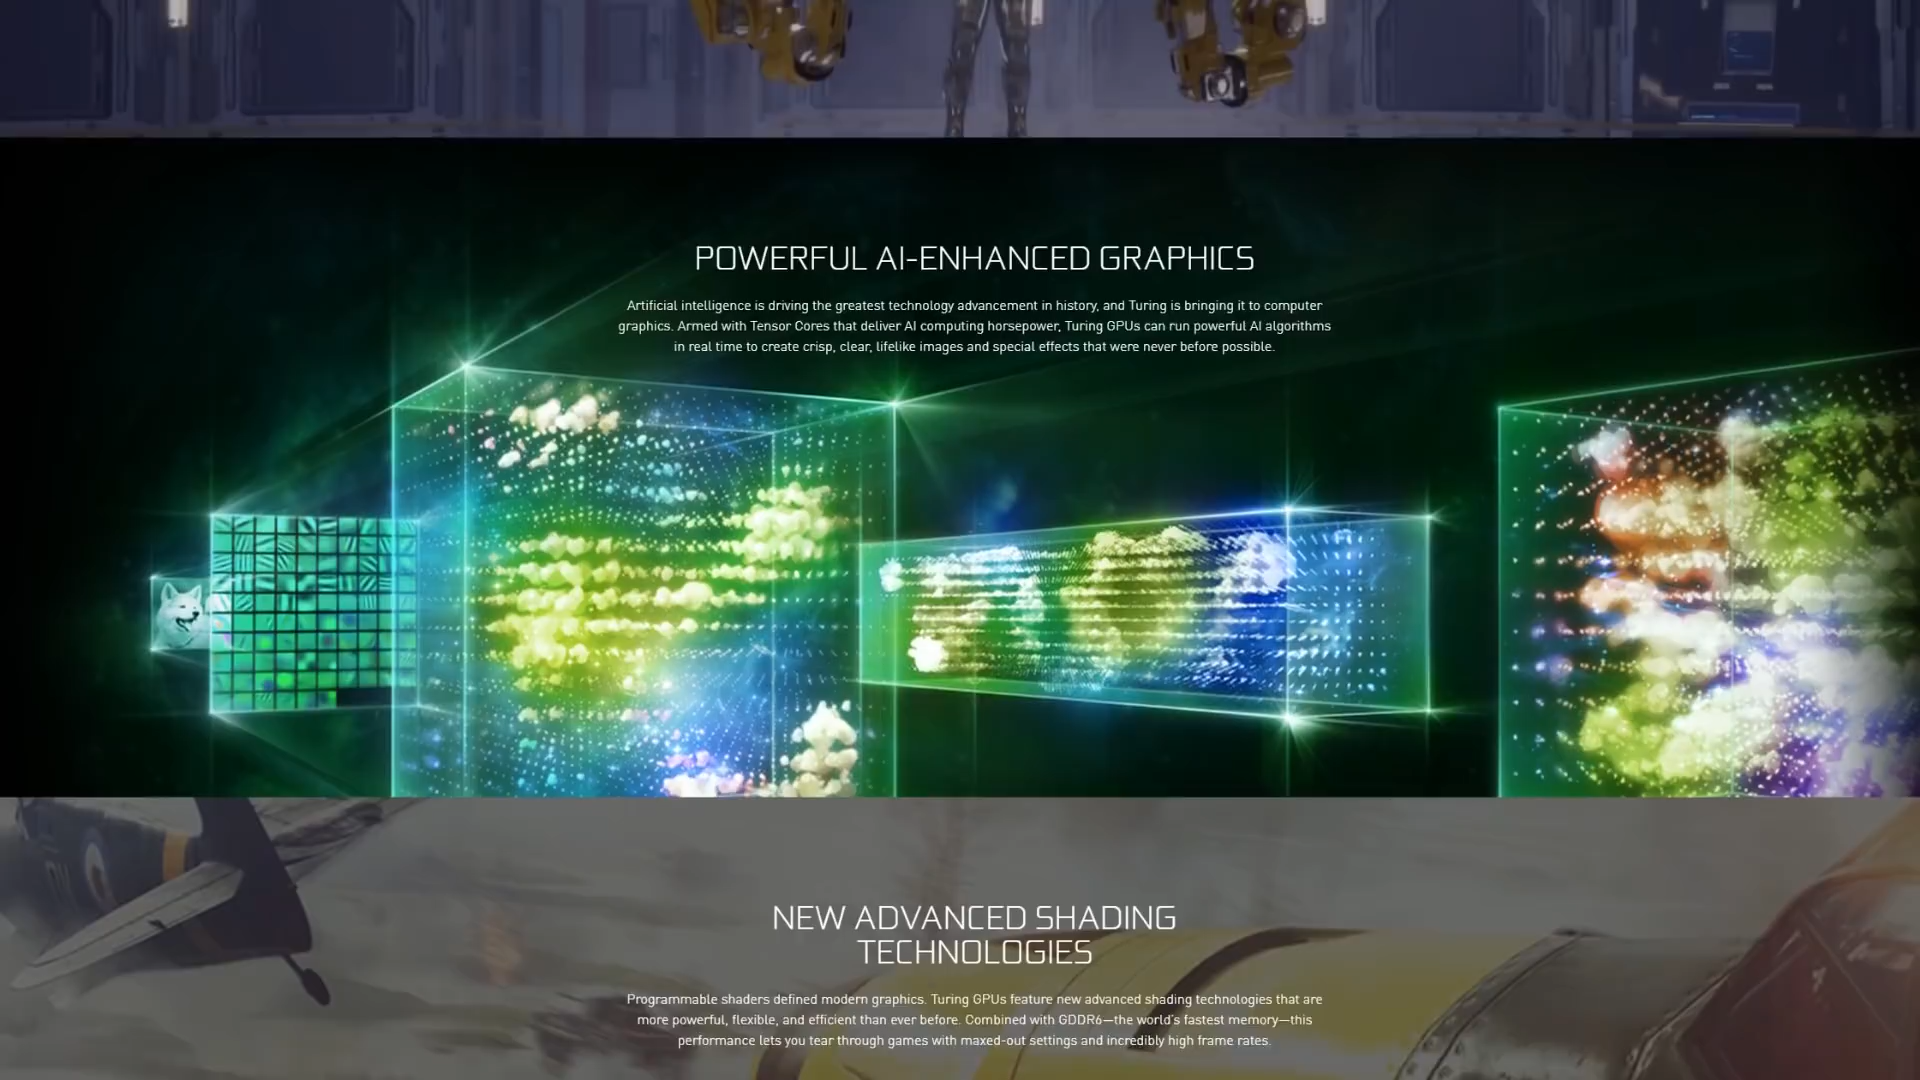 POWERFUL AI-ENHANCED GRAPHICS
Artificial intelligence is driving the greatest technology advancement in history, and Turing is bringing it to computer
graphics. Armed with Tensor Cores that deliver AI computing horsepower, Turing GPUs can run powerful AI algorithms
in real time to create crisp, clear, lifelike images and special effects that were never before possible.
NEW ADVANCED SHADING
TECHNOLOGIES
Programmable shaders defined modern graphics. Turing GPUs feature new advanced shading technologies that are
more powerful, flexible, and efficient than ever before. Combined with GDDR6—the world's fastest memory—this
performance lets you tear through games with maxed-out settings and incredibly high frame rates.